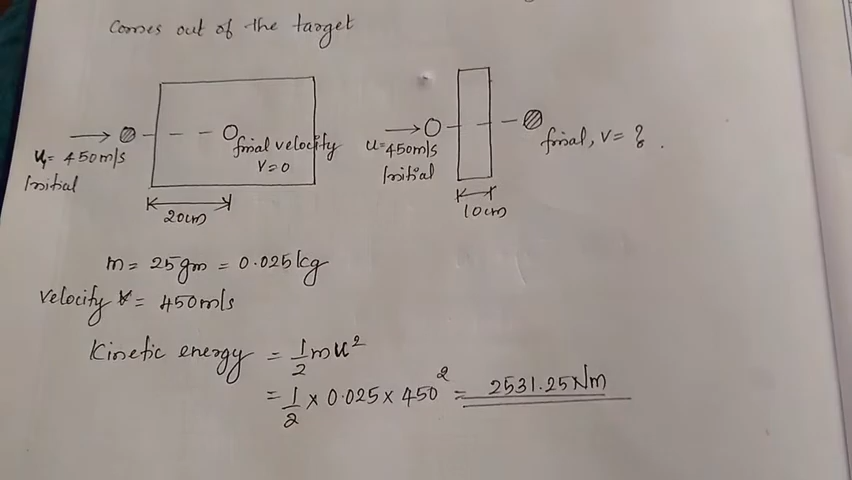 Comes out of the target
u = 450m/s
Initial
final velocity
V=0
20cm
u=450m/s
Initial
final, V= ?
10cm
m = 25gm = 0.025kg
Velocity = 450m/s
Kinetic energy = 1/2 mu²
= 1/2 × 0.025 × 450² = 2531.25Nm